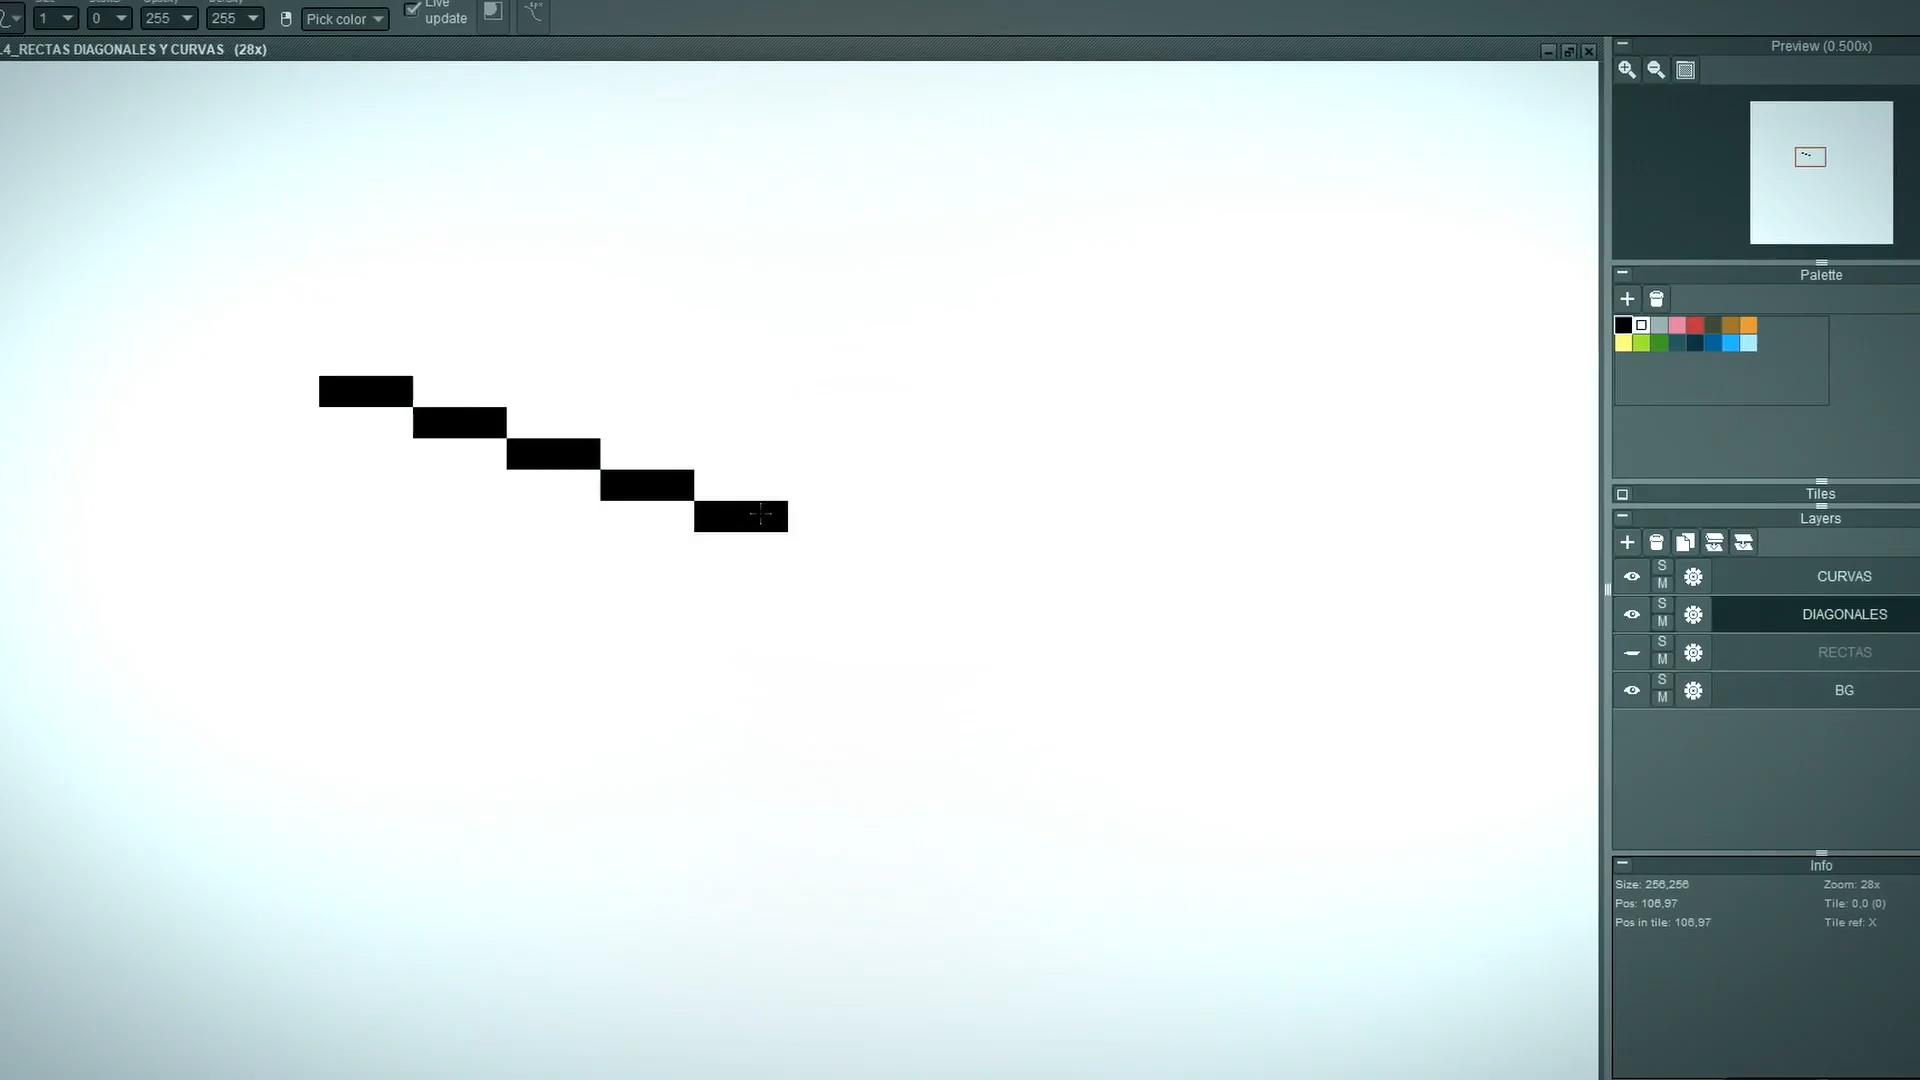 1
0
255
255
Pick color
Live
update
4_RECTAS DIAGONALES Y CURVAS (28x)
Preview (0.500x)
Palette
Tiles
Layers
S
M
CURVAS
S
M
DIAGONALES
S
M
RECTAS
S
M
BG
Info
Size: 256,256
Zoom: 28x
Pos: 106,97
Tile: 0,0 (0)
Pos in tile: 106,97
Tile ref: X